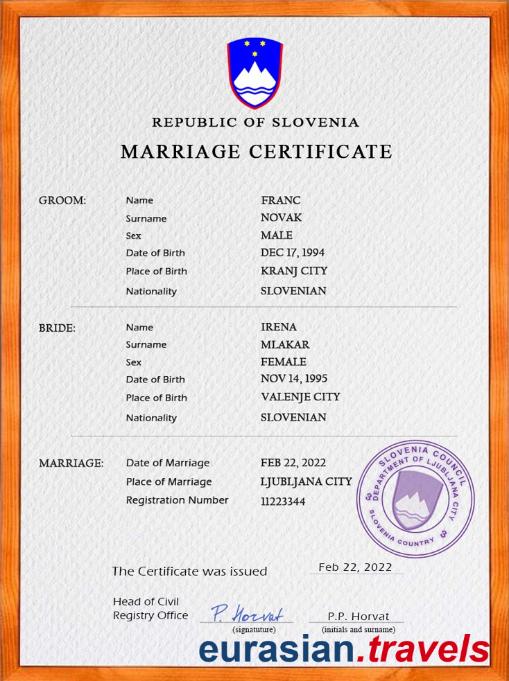 REPUBLIC OF SLOVENIA
MARRIAGE CERTIFICATE
GROOM: Name FRANC
Surname NOVAK
Sex MALE
Date of Birth DEC 17, 1994
Place of Birth KRANJ CITY
Nationality SLOVENIAN
BRIDE: Name IRENA
Surname MLAKAR
Sex FEMALE
Date of Birth NOV 14, 1995
Place of Birth VALENJE CITY
Nationality SLOVENIAN
MARRIAGE: Date of Marriage FEB 22, 2022
Place of Marriage LJUBLJANA CITY
Registration Number 11223344
SLOVENIA COUNCIL
DEPARTMENT OF LJUBLJANA CITY
SLOVENIA COUNTRY
The Certificate was issued Feb 22, 2022
Head of Civil
Registry Office P. Horvat P.P. Horvat
(signatuture) (initials and surname)
eurasian.travels